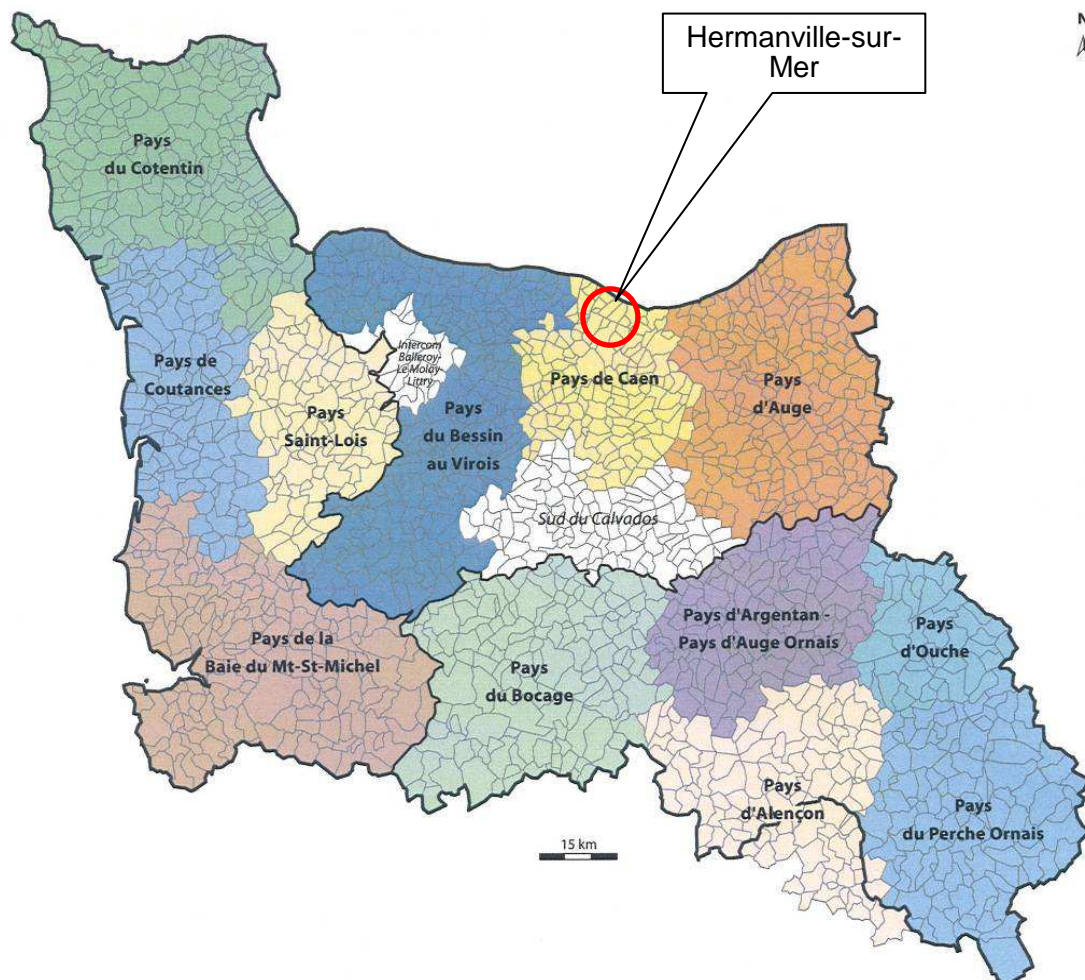 N
Hermanville-sur-
Mer
Pays
du Cotentin
Intercom
Balleroy-
Le Molay-
Littry
Pays de
Coutances
Pays
Saint-Lois
Pays
du Bessin
au Virois
Pays de Caen
Pays
d'Auge
Sud du Calvados
Pays d'Argentan -
Pays d'Auge Ornais
Pays
d'Ouche
Pays de la
Baie du Mt-St-Michel
Pays
du Bocage
Pays
d'Alençon
Pays
du Perche Ornais
15 km